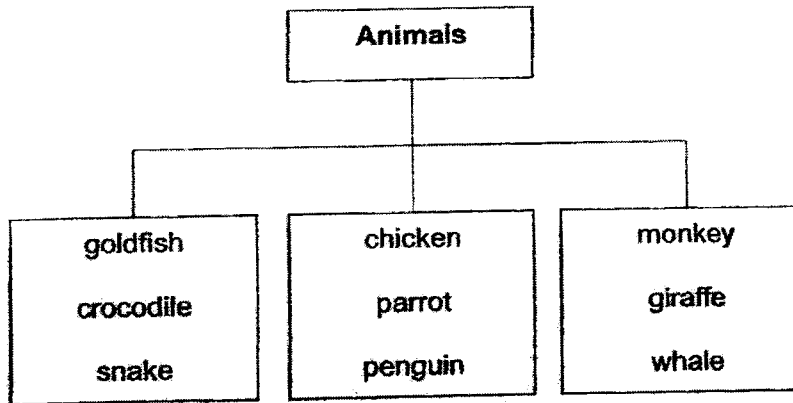 Animals
goldfish
crocodile
snake
chicken
parrot
penguin
monkey
giraffe
whale